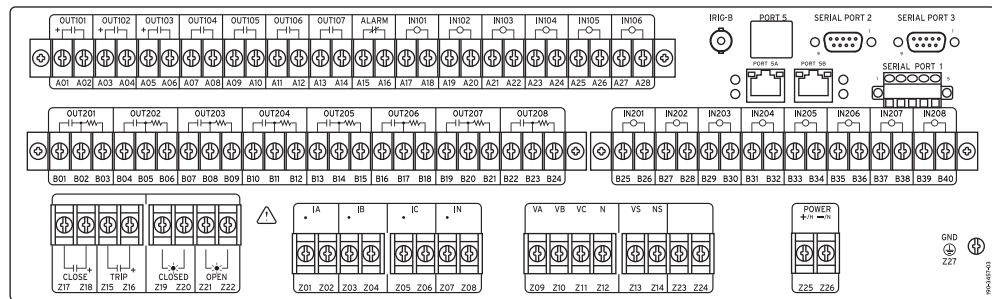 OUT101 OUT102 OUT103 OUT104 OUT105 OUT106 OUT107 ALARM IN101 IN102 IN103 IN104 IN105 IN106
+ + +
A01 A02 A03 A04 A05 A06 A07 A08 A09 A10 A11 A12 A13 A14 A15 A16 A17 A18 A19 A20 A21 A22 A23 A24 A25 A26 A27 A28
IRIG-B PORT 5 SERIAL PORT 2 SERIAL PORT 3
9 1 9 1
PORT 5A PORT 5B
SERIAL PORT 1
1 5
OUT201 OUT202 OUT203 OUT204 OUT205 OUT206 OUT207 OUT208
B01 B02 B03 B04 B05 B06 B07 B08 B09 B10 B11 B12 B13 B14 B15 B16 B17 B18 B19 B20 B21 B22 B23 B24
IN201 IN202 IN203 IN204 IN205 IN206 IN207 IN208
B25 B26 B27 B28 B29 B30 B31 B32 B33 B34 B35 B36 B37 B38 B39 B40
+ +
CLOSE TRIP CLOSED OPEN
Z17 Z18 Z15 Z16 Z19 Z20 Z21 Z22
!
IA IB IC IN
Z01 Z02 Z03 Z04 Z05 Z06 Z07 Z08
VA VB VC N VS NS
Z09 Z10 Z11 Z12 Z13 Z14 Z23 Z24
POWER
+/H −/N
Z25 Z26
GND
Z27